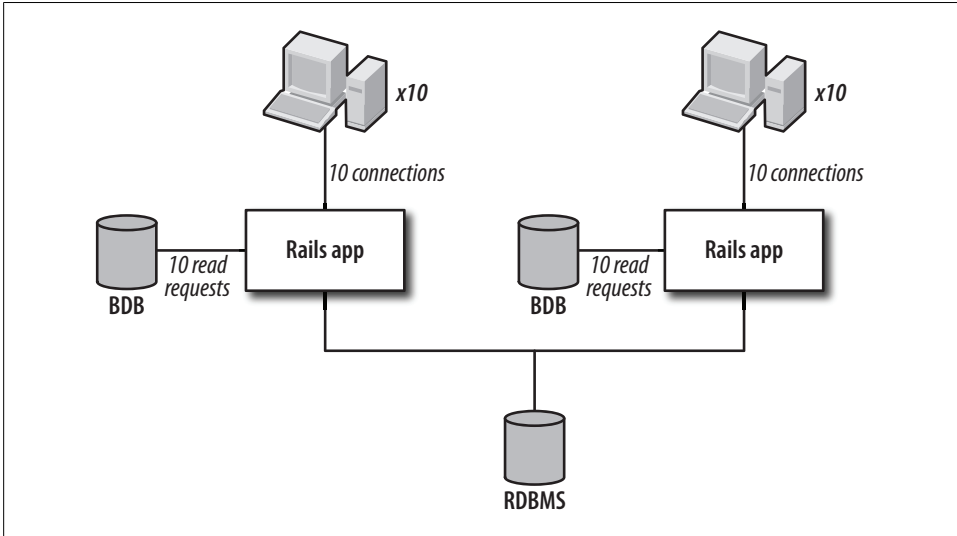 x10
x10
10 connections
10 connections
Rails app
Rails app
10 read
requests
10 read
requests
BDB
BDB
RDBMS